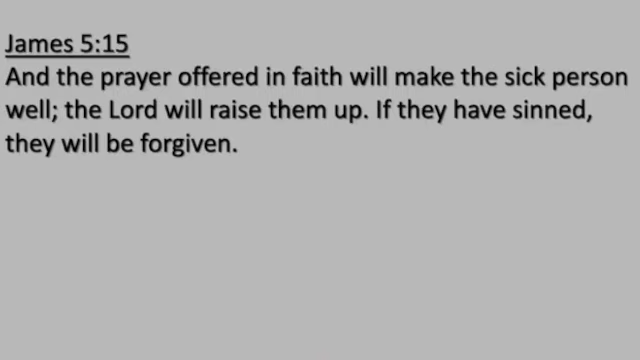 James 5:15
And the prayer offered in faith will make the sick person
well; the Lord will raise them up. If they have sinned,
they will be forgiven.